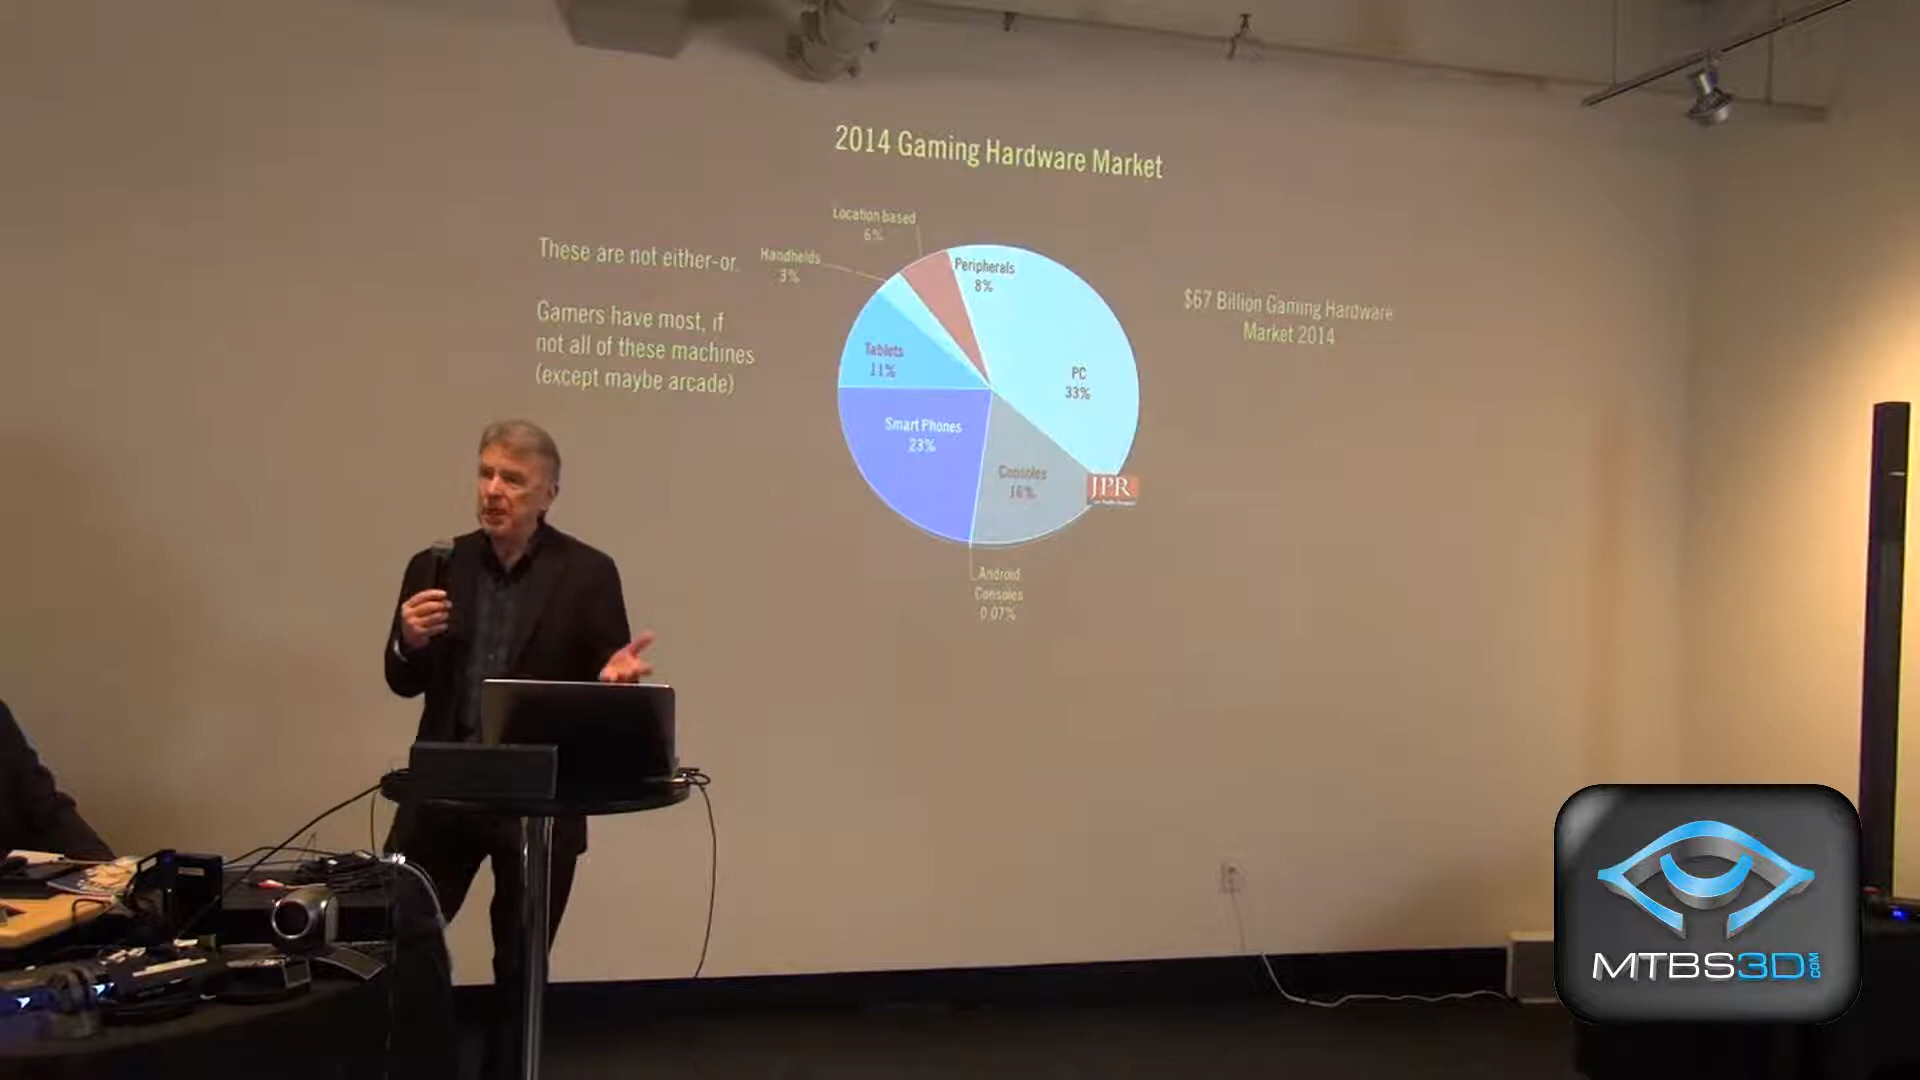 2014 Gaming Hardware Market
Location based
6%
These are not either-or.
Handhelds
3%
Peripherals
8%
Gamers have most, if
not all of these machines
(except maybe arcade)
$67 Billion Gaming Hardware
Market 2014
Tablets
11%
PC
33%
Smart Phones
23%
Consoles
16%
JPR
Android
Consoles
0.07%
MTBS3D.COM